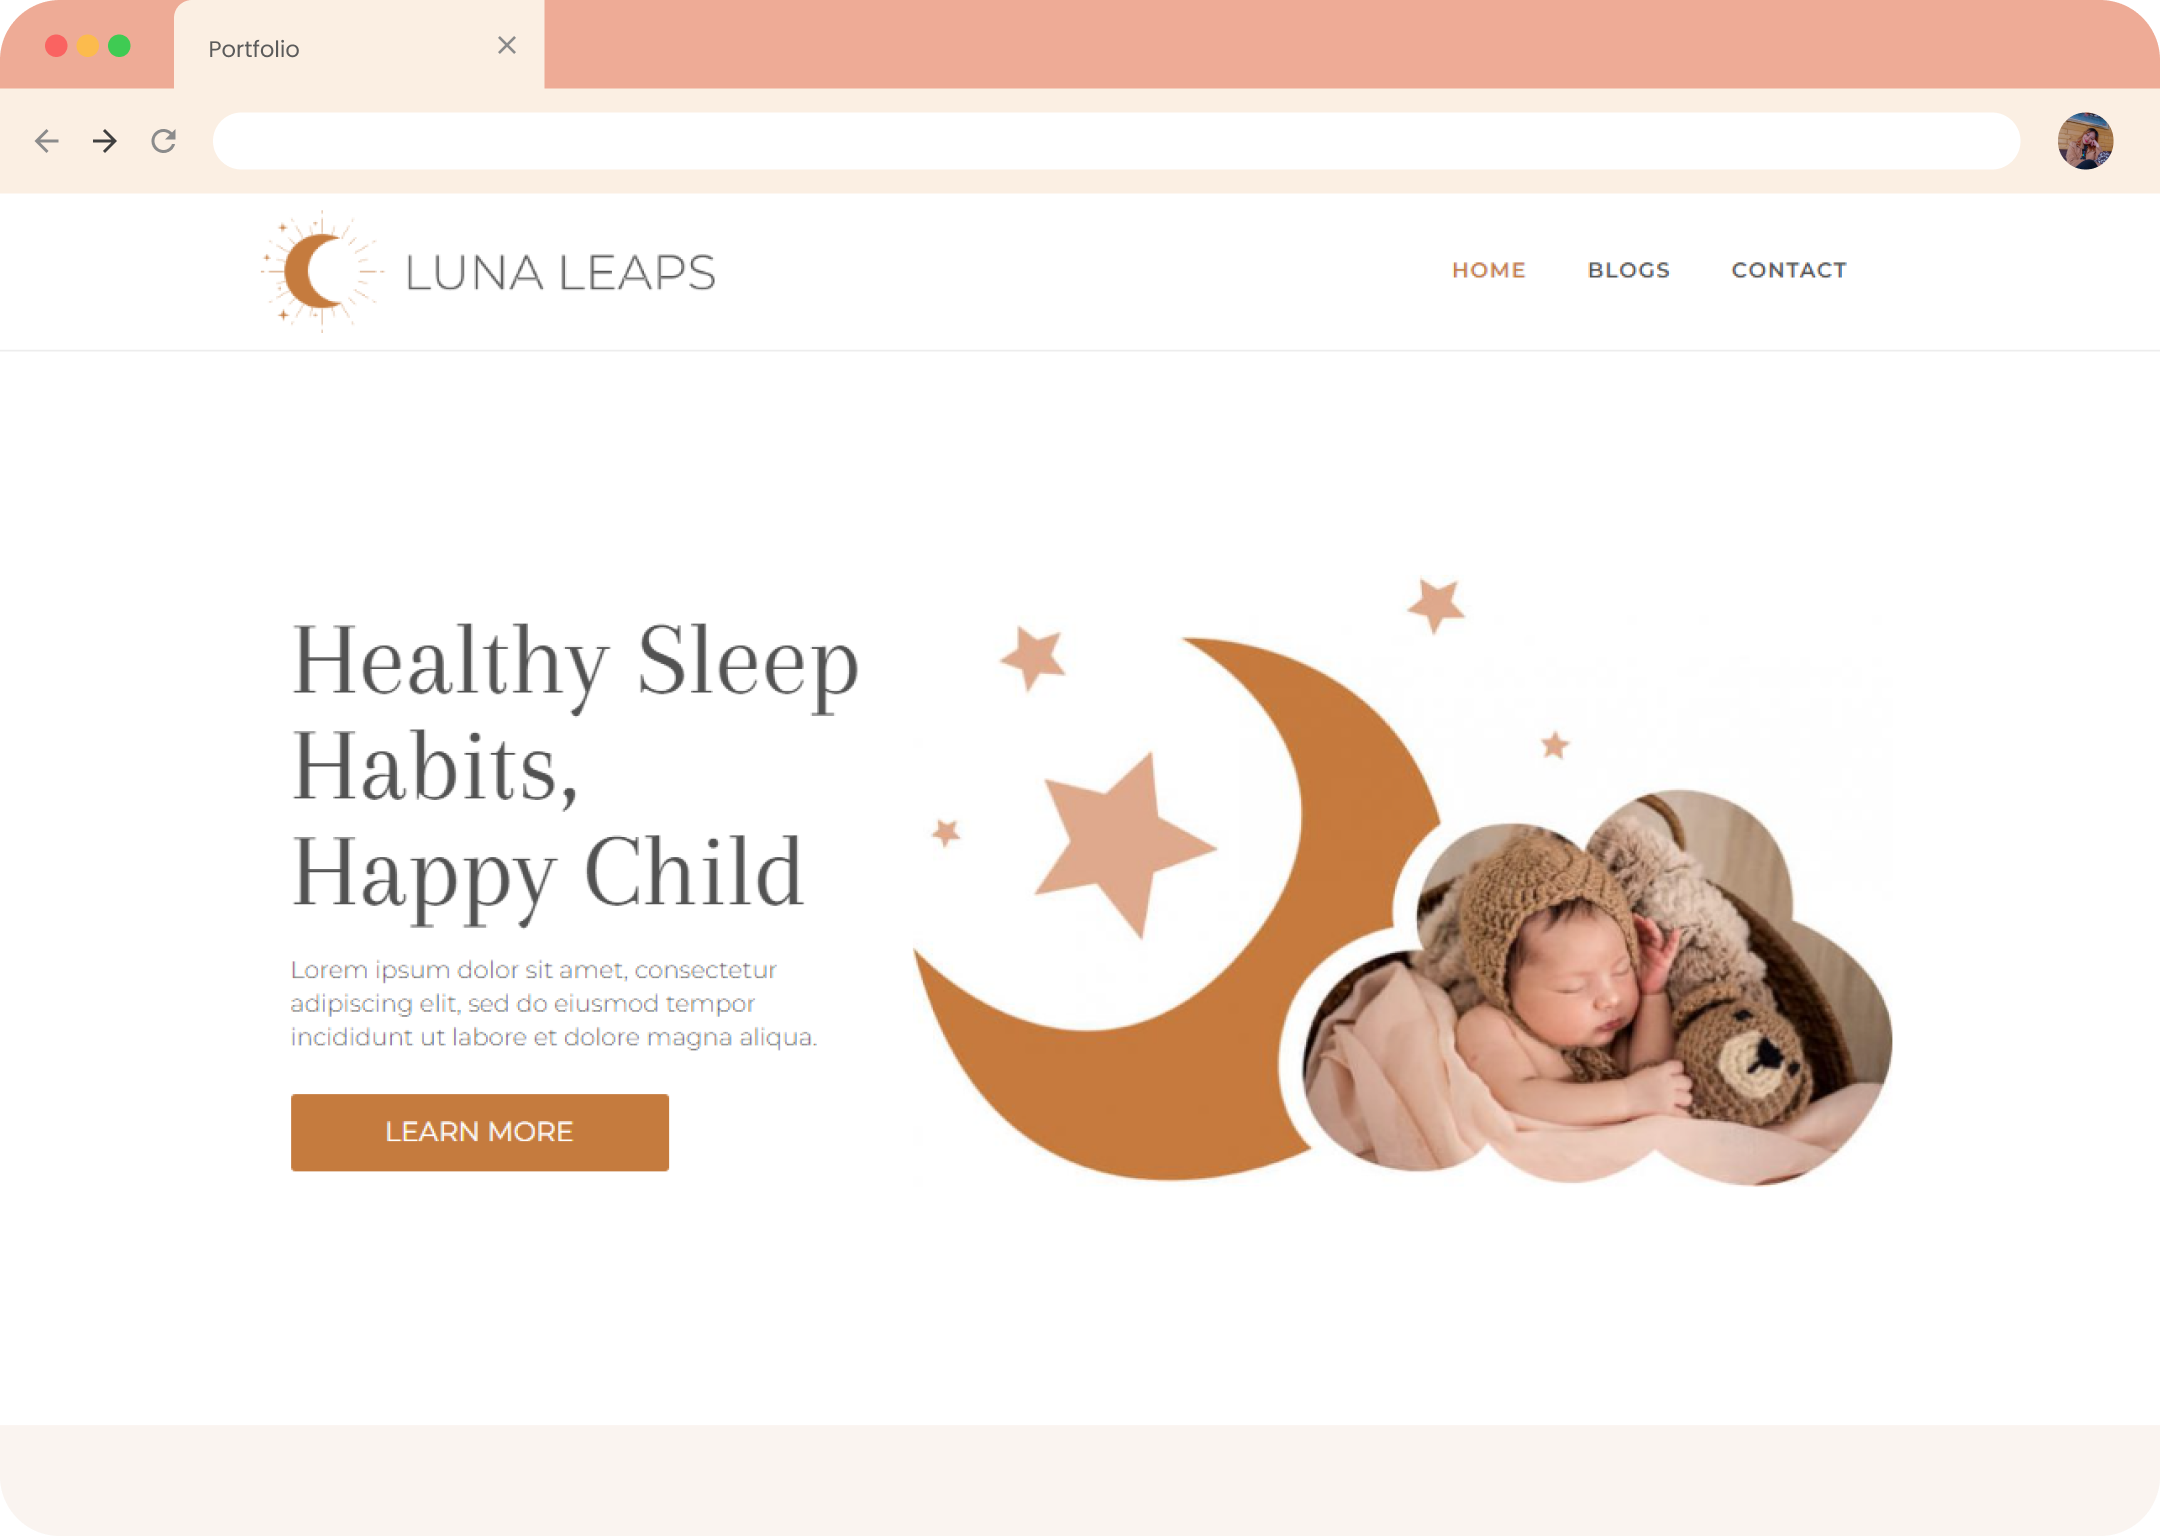 Portfolio
LUNA LEAPS
HOME
BLOGS
CONTACT
Healthy Sleep
Habits,
Happy Child
Lorem ipsum dolor sit amet, consectetur
adipiscing elit, sed do eiusmod tempor
incididunt ut labore et dolore magna aliqua.
LEARN MORE